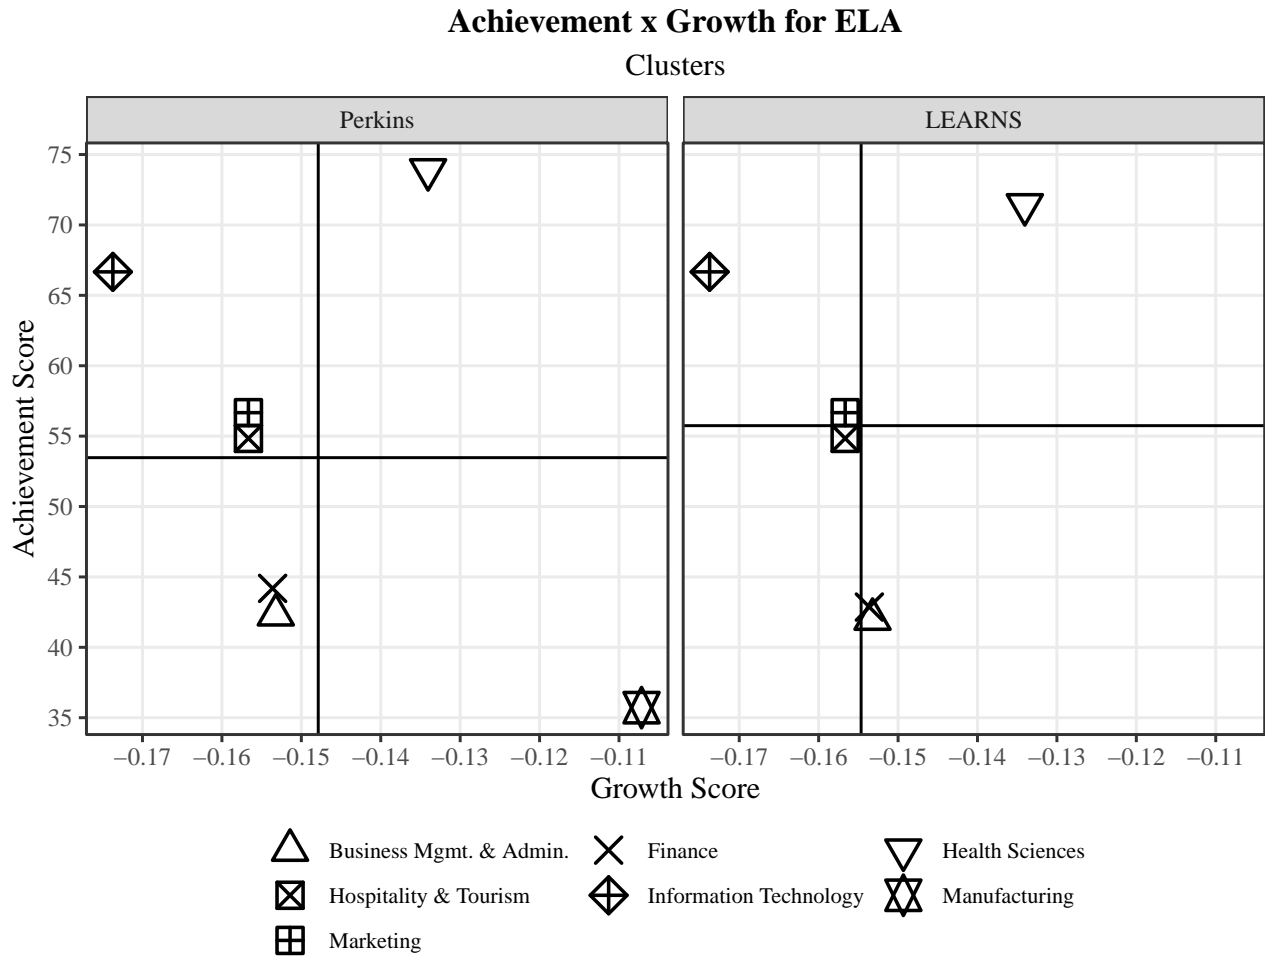 Achievement x Growth for ELA
Clusters
Perkins
LEARNS
Achievement Score
75
70
65
60
55
50
45
40
35
−0.17 −0.16 −0.15 −0.14 −0.13 −0.12 −0.11
−0.17 −0.16 −0.15 −0.14 −0.13 −0.12 −0.11
Growth Score
Business Mgmt. & Admin. Finance Health Sciences
Hospitality & Tourism Information Technology Manufacturing
Marketing